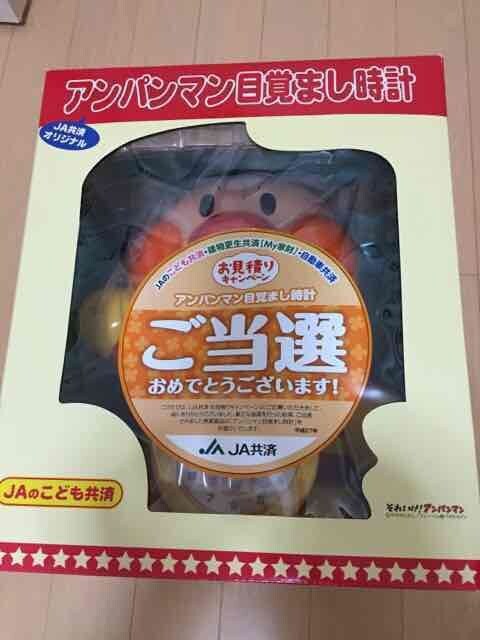 アンパンマン目覚まし時計
JA共済
オリジナル
JAのこども共済・建物更生共済[My家財]・自動車共済
お見積り
キャンペーン
アンパンマン目覚まし時計
ご当選
おめでとうございます!
平成27年
JA共済
JAのこども共済
それいけ!アンパンマン